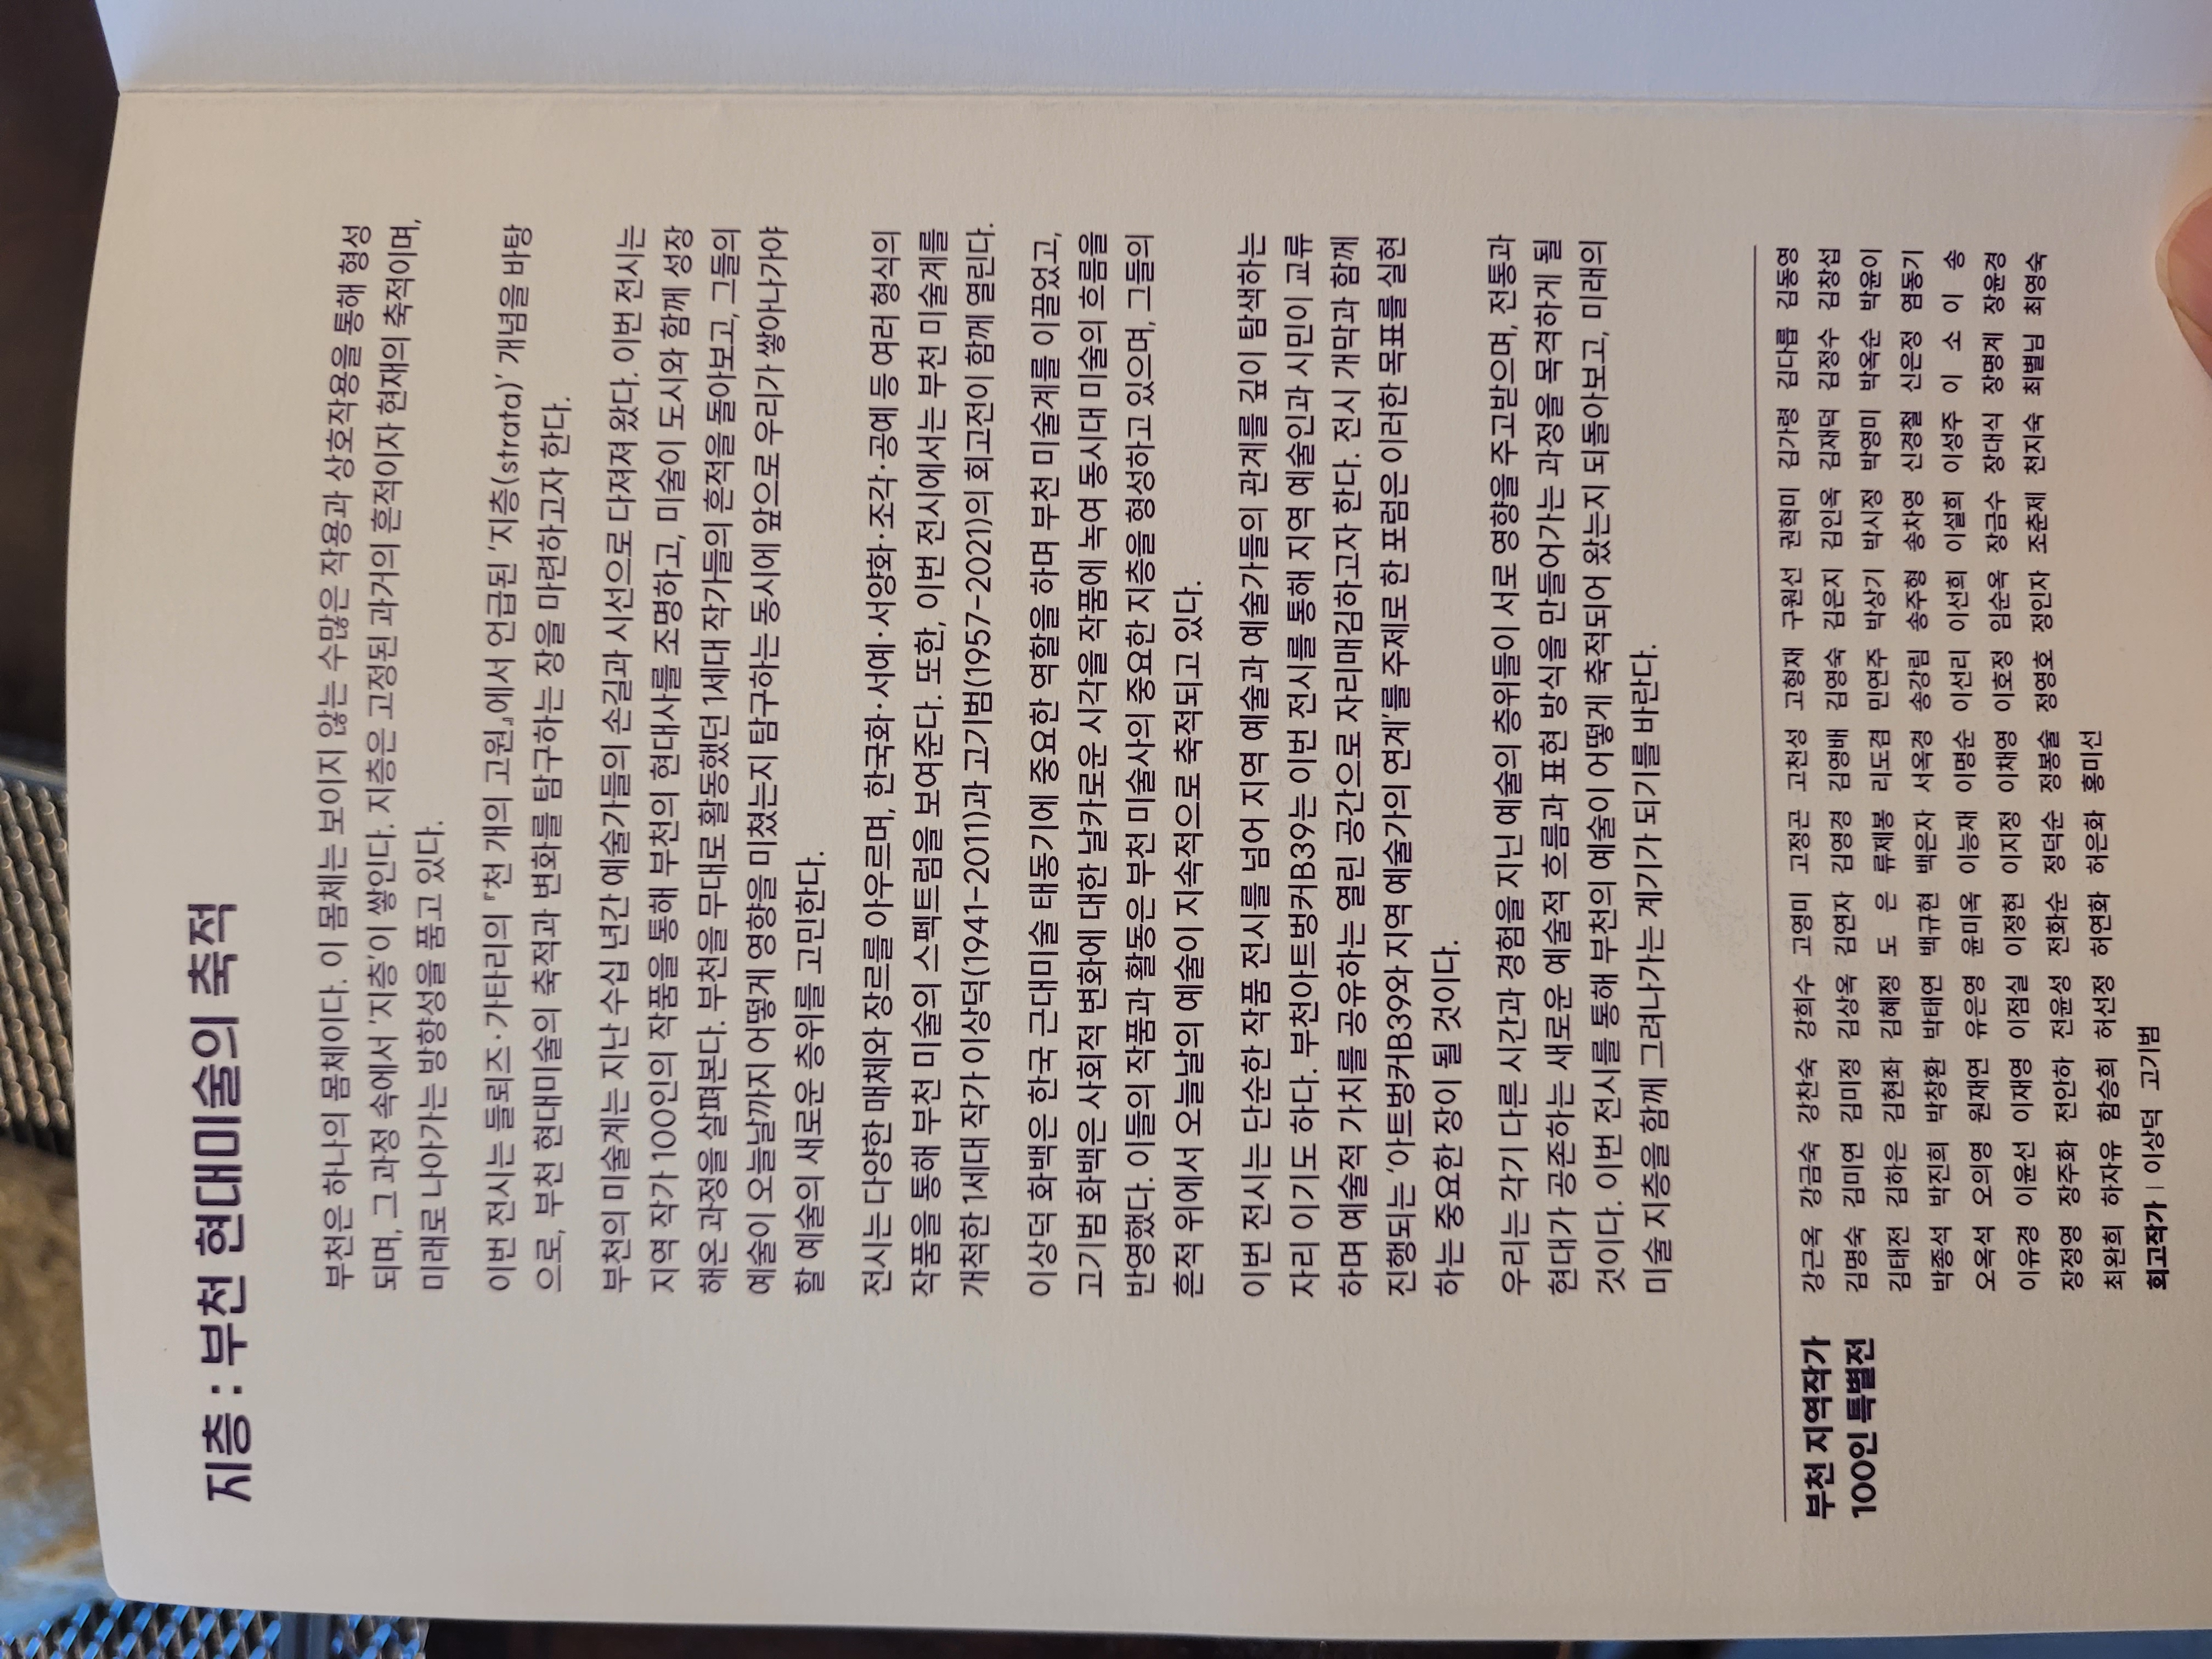 지층 : 부천 현대미술의 축적
부천은 하나의 몸체이다. 이 몸체는 보이지 않는 수많은 작용과 상호작용을 통해 형성
되며, 그 과정 속에서 ‘지층’이 쌓인다. 지층은 고정된 과거의 흔적이자 현재의 축적이며,
미래로 나아가는 방향성을 품고 있다.
이번 전시는 들뢰즈·가타리의 『천 개의 고원』에서 언급된 ‘지층(strata)’ 개념을 바탕
으로, 부천 현대미술의 축적과 변화를 탐구하는 장을 마련하고자 한다.
부천의 미술계는 지난 수십 년간 예술가들의 손길과 시선으로 다져져 왔다. 이번 전시는
지역 작가 100인의 작품을 통해 부천의 현대사를 조명하고, 미술이 도시와 함께 성장
해온 과정을 살펴본다. 부천을 무대로 활동했던 1세대 작가들의 흔적을 돌아보고, 그들의
예술이 오늘날까지 어떻게 영향을 미쳤는지 탐구하는 동시에 앞으로 우리가 쌓아나가야
할 예술의 새로운 층위를 고민한다.
전시는 다양한 매체와 장르를 아우르며, 한국화·서예·서양화·조각·공예 등 여러 형식의
작품을 통해 부천 미술의 스펙트럼을 보여준다. 또한, 이번 전시에서는 부천 미술계를
개척한 1세대 작가 이상덕(1941-2011)과 고기범(1957-2021)의 회고전이 함께 열린다.
이상덕 화백은 한국 근대미술 태동기에 중요한 역할을 하며 부천 미술계를 이끌었고,
고기범 화백은 사회적 변화에 대한 날카로운 시각을 작품에 녹여 동시대 미술의 흐름을
반영했다. 이들의 작품과 활동은 부천 미술사의 중요한 지층을 형성하고 있으며, 그들의
흔적 위에서 오늘날의 예술이 지속적으로 축적되고 있다.
이번 전시는 단순한 작품 전시를 넘어 지역 예술과 예술가들의 관계를 깊이 탐색하는
자리 이기도 하다. 부천아트벙커B39는 이번 전시를 통해 지역 예술인과 시민이 교류
하며 예술적 가치를 공유하는 열린 공간으로 자리매김하고자 한다. 전시 개막과 함께
진행되는 ‘아트벙커B39와 지역 예술가의 연계’를 주제로 한 포럼은 이러한 목표를 실현
하는 중요한 장이 될 것이다.
우리는 각기 다른 시간과 경험을 지닌 예술의 층위들이 서로 영향을 주고받으며, 전통과
현대가 공존하는 새로운 예술적 흐름과 표현 방식을 만들어가는 과정을 목격하게 될
것이다. 이번 전시를 통해 부천의 예술이 어떻게 축적되어 왔는지 되돌아보고, 미래의
미술 지층을 함께 그려나가는 계기가 되기를 바란다.
부천 지역작가
100인 특별전
강근옥 강금숙 강찬숙 강희수 고영미 고정곤 고천성 고형재 구원선 권혁미 김가령 김다름 김동영
김명숙 김미연 김미정 김상옥 김연자 김영경 김영배 김영숙 김은지 김인옥 김재덕 김정수 김창섭
김태전 김하은 김현좌 김혜정 도 은 류제봉 리도겸 민연주 박상기 박시정 박영미 박옥순 박윤이
박종석 박진희 박창환 박태연 백규현 백은자 서옥경 송강림 송주형 송치영 신경철 신은정 염동기
오옥석 오의영 원재연 유은영 윤미옥 이능재 이명순 이선리 이선희 이설희 이성주 이 소 이 송
이유경 이윤선 이재영 이점실 이정현 이지정 이채영 이호정 임순옥 장금수 장대식 장명계 장윤경
장정영 장주화 전안하 전윤성 전화순 정덕순 정봉술 정영호 정인자 조춘제 천지숙 최별님 최영숙
최완희 하자유 함승희 허선정 허연화 허은화 홍미선
회고작가 | 이상덕 고기범